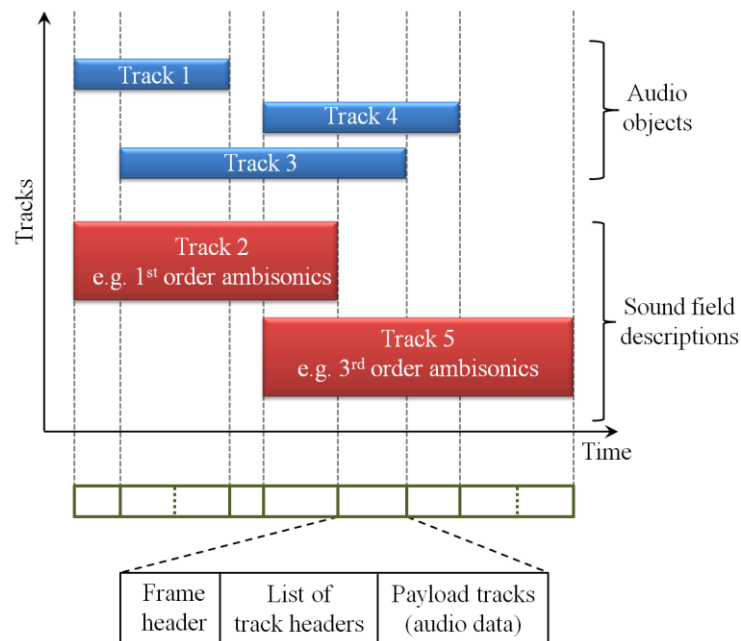 Tracks
Track 1
Track 4
Track 3
Audio
objects
Track 2
e.g. 1st order ambisonics
Track 5
e.g. 3rd order ambisonics
Sound field
descriptions
Time
Frame
header
List of
track headers
Payload tracks
(audio data)